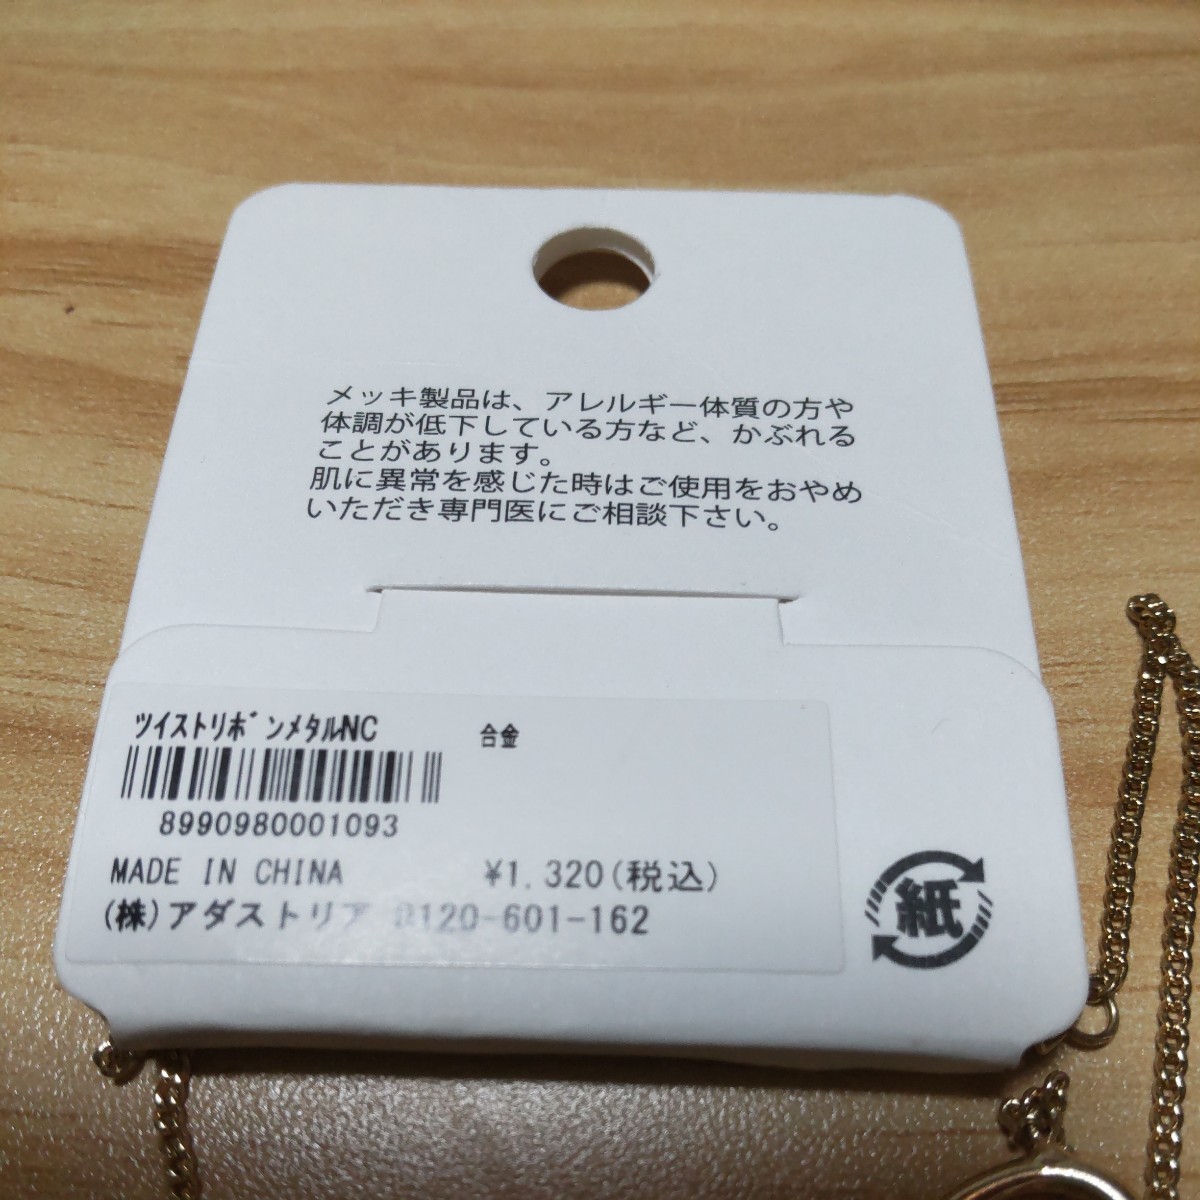 メッキ製品は、アレルギー体質の方や
体調が低下している方など、かぶれる
ことがあります。
肌に異常を感じた時はご使用をおやめ
いただき専門医にご相談下さい。
ﾂｲｽﾄﾘﾎﾞﾝﾒﾀﾙNC 合金
8990980001093
MADE IN CHINA ¥1,320(税込)
(株)アダストリア 0120-601-162
紙